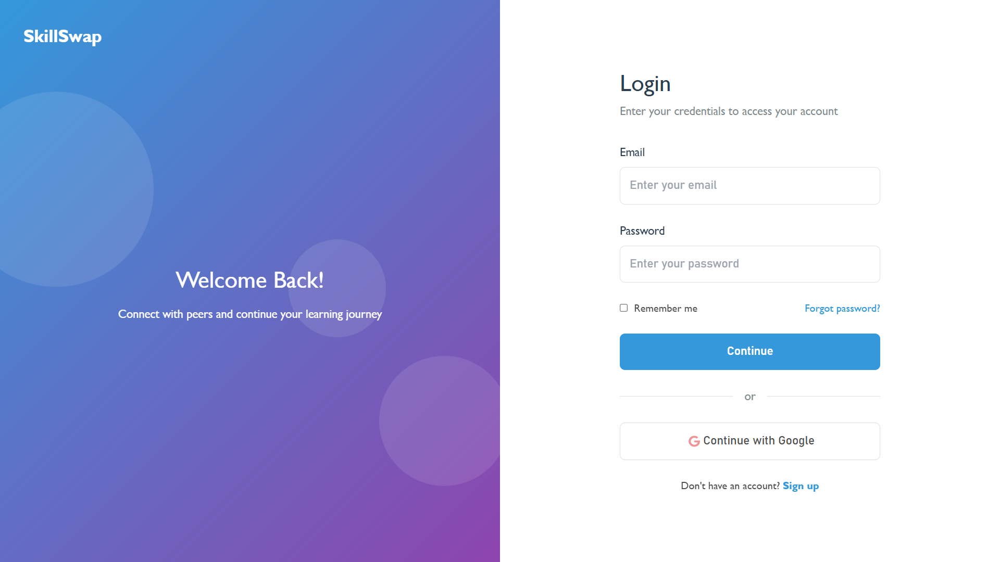 SkillSwap
Welcome Back!
Connect with peers and continue your learning journey
Login
Enter your credentials to access your account
Email
Enter your email
Password
Enter your password
Remember me
Forgot password?
Continue
or
Continue with Google
Don't have an account? Sign up